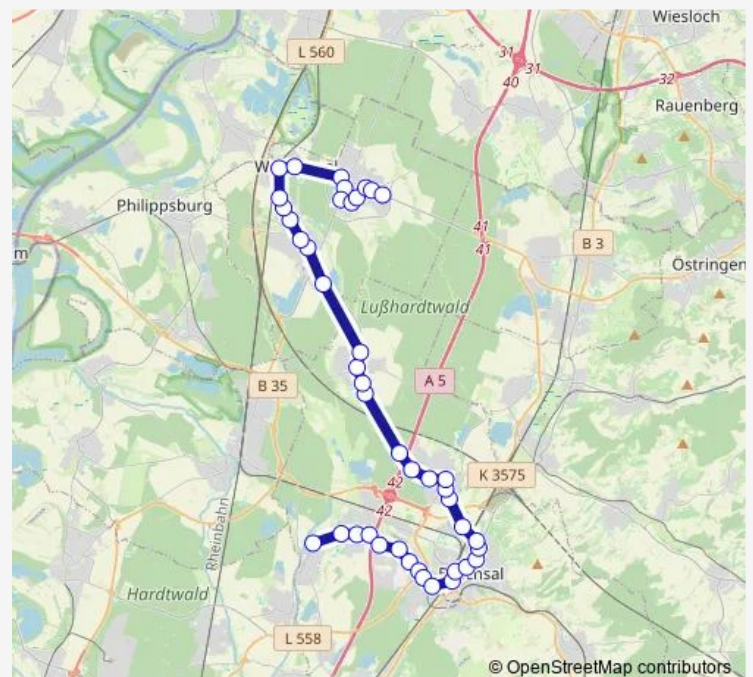 Wiesloch
L 560
31
31
40
32
Rauenberg
Philippsburg
41
41
B 3
Östringen
Lußhardtwald
B 35
A 5
42
K 3575
42
Rheinbahn
Hardtwald
L 558
© OpenStreetMap contributors